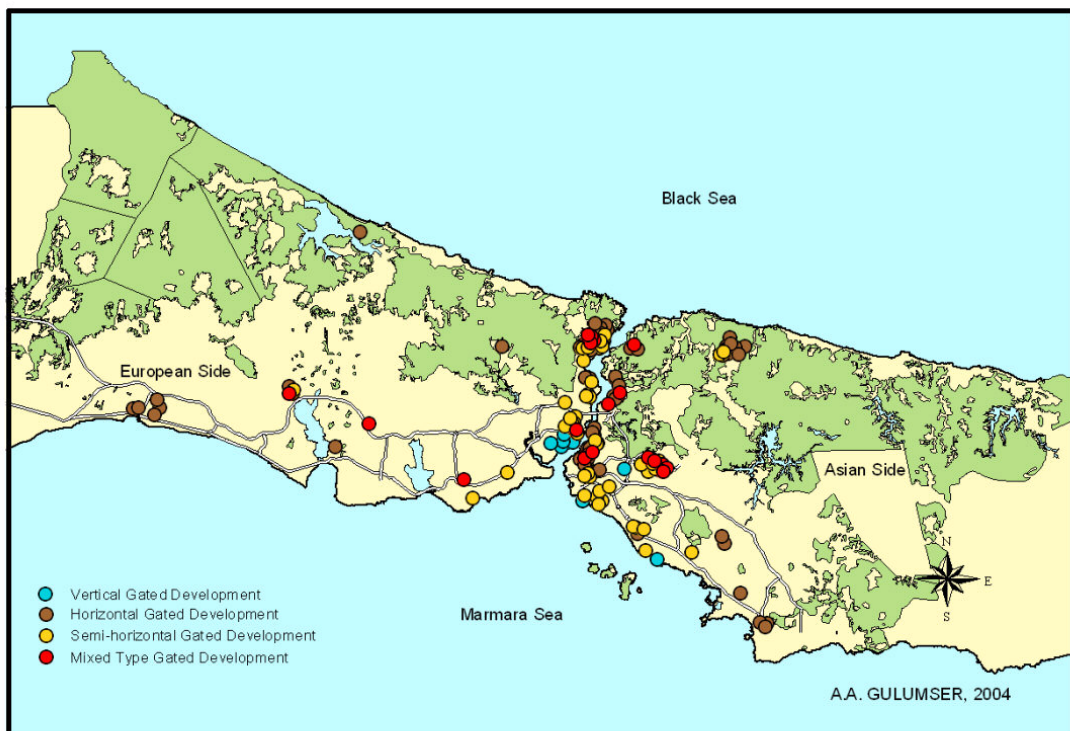 Black Sea
European Side
Asian Side
N
E
S
Marmara Sea
Vertical Gated Development
Horizontal Gated Development
Semi-horizontal Gated Development
Mixed Type Gated Development
A.A. GULUMSER, 2004